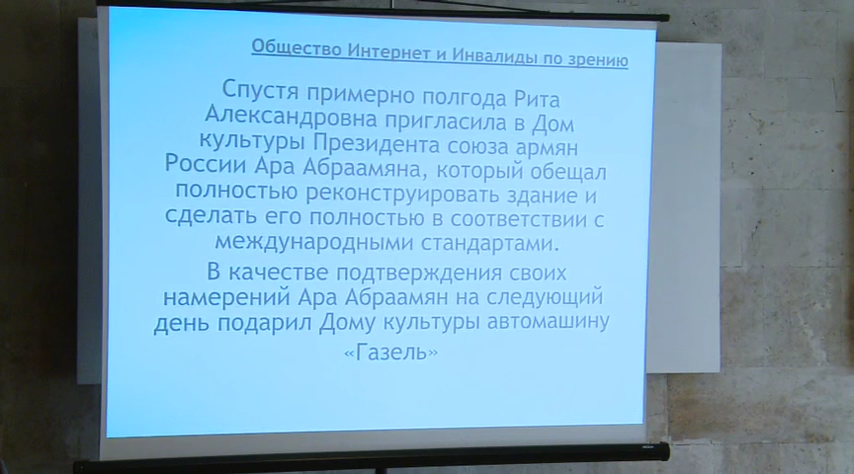 Общество Интернет и Инвалиды по зрению
Спустя примерно полгода Рита
Александровна пригласила в Дом
культуры Президента союза армян
России Ара Абраамяна, который обещал
полностью реконструировать здание и
сделать его полностью в соответствии с
международными стандартами.
В качестве подтверждения своих
намерений Ара Абраамян на следующий
день подарил Дому культуры автомашину
«Газель»